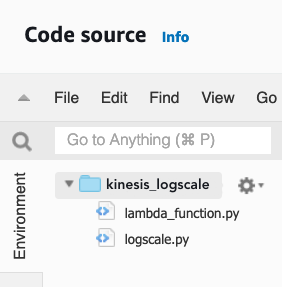 Code source Info
File Edit Find View Go
Go to Anything (⌘ P)
Environment
kinesis_logscale
lambda_function.py
logscale.py